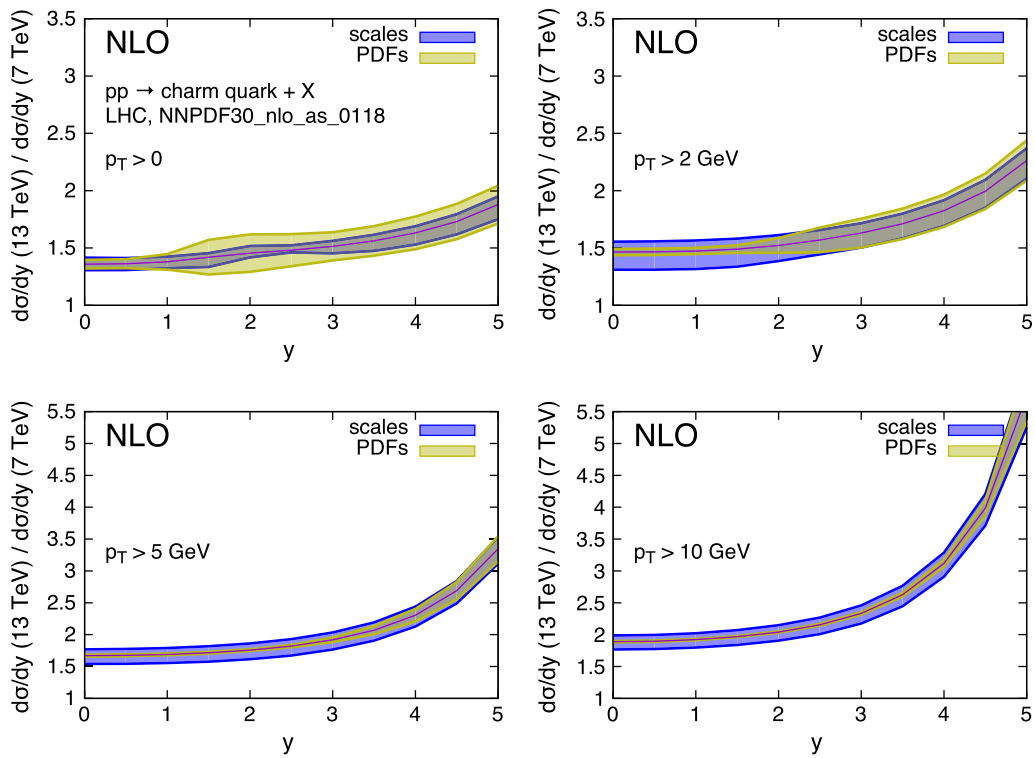 dσ/dy (13 TeV) / dσ/dy (7 TeV)
3.5
3
2.5
2
1.5
1
NLO
scales
PDFs
pp → charm quark + X
LHC, NNPDF30_nlo_as_0118
pT > 0
0 1 2 3 4 5
y
dσ/dy (13 TeV) / dσ/dy (7 TeV)
3.5
3
2.5
2
1.5
1
NLO
scales
PDFs
pT > 2 GeV
0 1 2 3 4 5
y
dσ/dy (13 TeV) / dσ/dy (7 TeV)
5.5
5
4.5
4
3.5
3
2.5
2
1.5
1
NLO
scales
PDFs
pT > 5 GeV
0 1 2 3 4 5
y
dσ/dy (13 TeV) / dσ/dy (7 TeV)
5.5
5
4.5
4
3.5
3
2.5
2
1.5
1
NLO
scales
PDFs
pT > 10 GeV
0 1 2 3 4 5
y